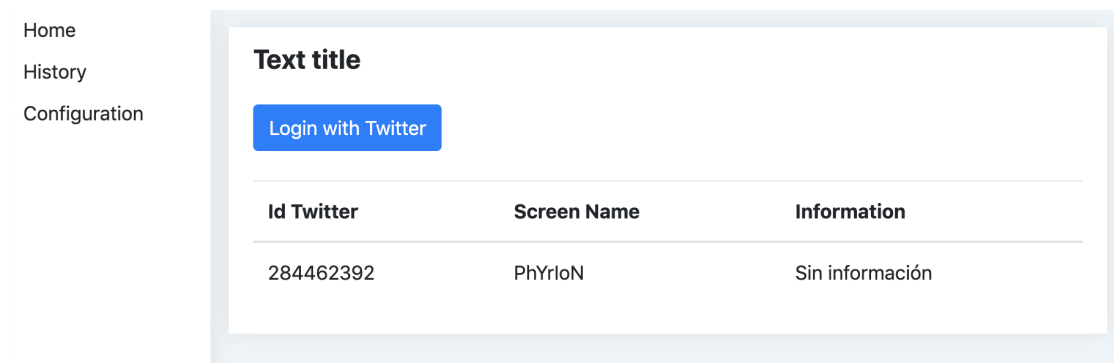 Home
History
Configuration
Text title
Login with Twitter
Id Twitter Screen Name Information
284462392 PhYrloN Sin información